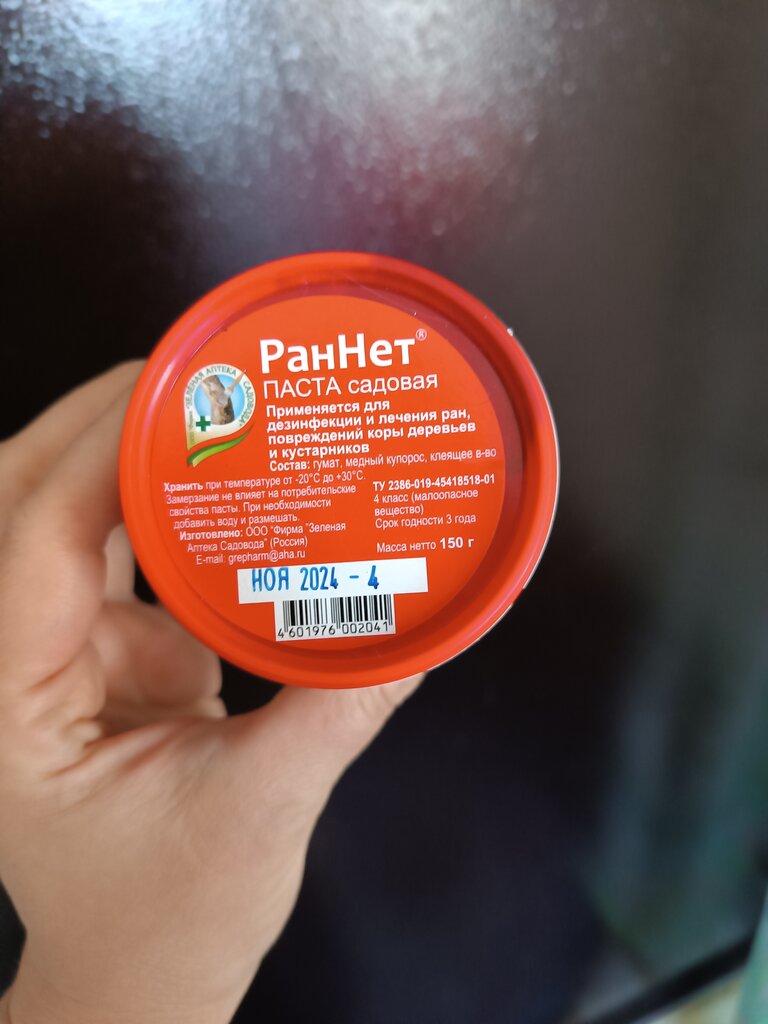 РанНет®
ПАСТА садовая
Применяется для
дезинфекции и лечения ран,
повреждений коры деревьев
и кустарников
Состав: гумат, медный купорос, клеящее в-во
ЗЕЛЕНАЯ АПТЕКА САДОВОДА
Хранить при температуре от -20°С до +30°С.
Замерзание не влияет на потребительские
свойства пасты. При необходимости
добавить воду и размешать.
Изготовлено: ООО "Фирма "Зеленая
Аптека Садовода" (Россия)
E-mail: grepharm@aha.ru
ТУ 2386-019-45418518-01
4 класс (малоопасное
вещество)
Срок годности 3 года
Масса нетто 150 г
НОЯ 2024 - 4
4 601976 002041